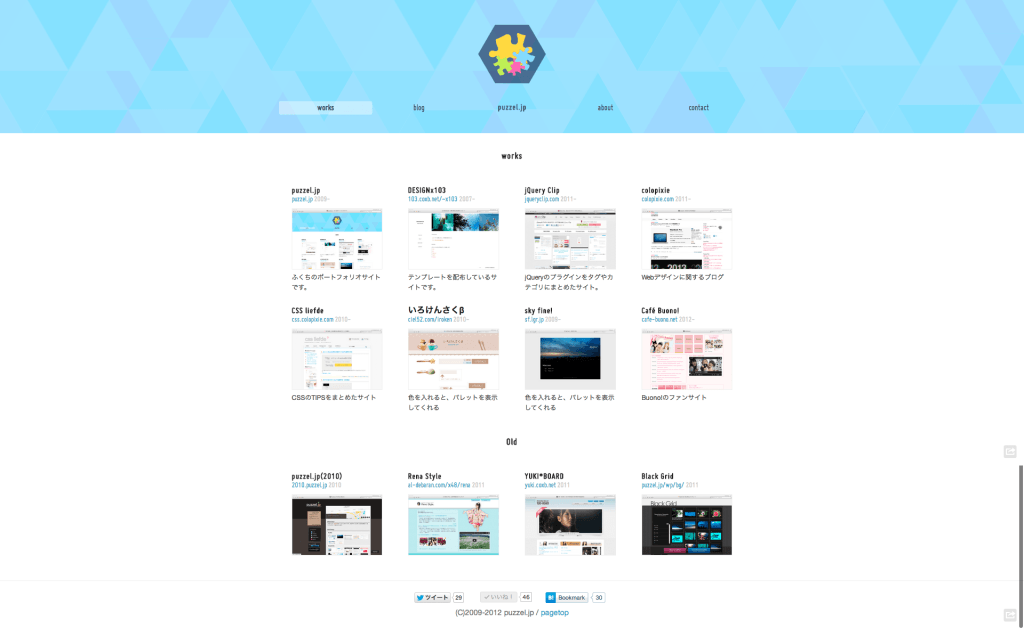 works blog puzzel.jp about contact
works
puzzel.jp
puzzel.jp 2009-
ふくちのポートフォリオサイト
です。
DESIGNx103
103.coxb.net/-x103 2007-
テンプレートを配布しているサ
イトです。
jQuery Clip
jqueryclip.com 2011-
jQueryのプラグインをタグやカ
テゴリにまとめたサイト。
colopixie
colopixie.com 2011-
Webデザインに関するブログ
CSS liefde
css.colopixie.com 2010-
CSSのTIPSをまとめたサイト
いろけんさくβ
ciel52.com/iroken 2010-
色を入れると、パレットを表示
してくれる
sky fine!
sf.lgr.jp 2009-
色を入れると、パレットを表示
してくれる
Café Buono!
cafe-buono.net 2012-
Buono!のファンサイト
Old
puzzel.jp(2010)
2010.puzzel.jp 2010
Rena Style
al-debaran.com/x48/rena 2011
YUKi*BOARD
yuki.coxb.net 2011
Black Grid
puzzel.jp/wp/bg/ 2011
ツイート 29 いいね！ 46 B! Bookmark 30
(C)2009-2012 puzzel.jp / pagetop